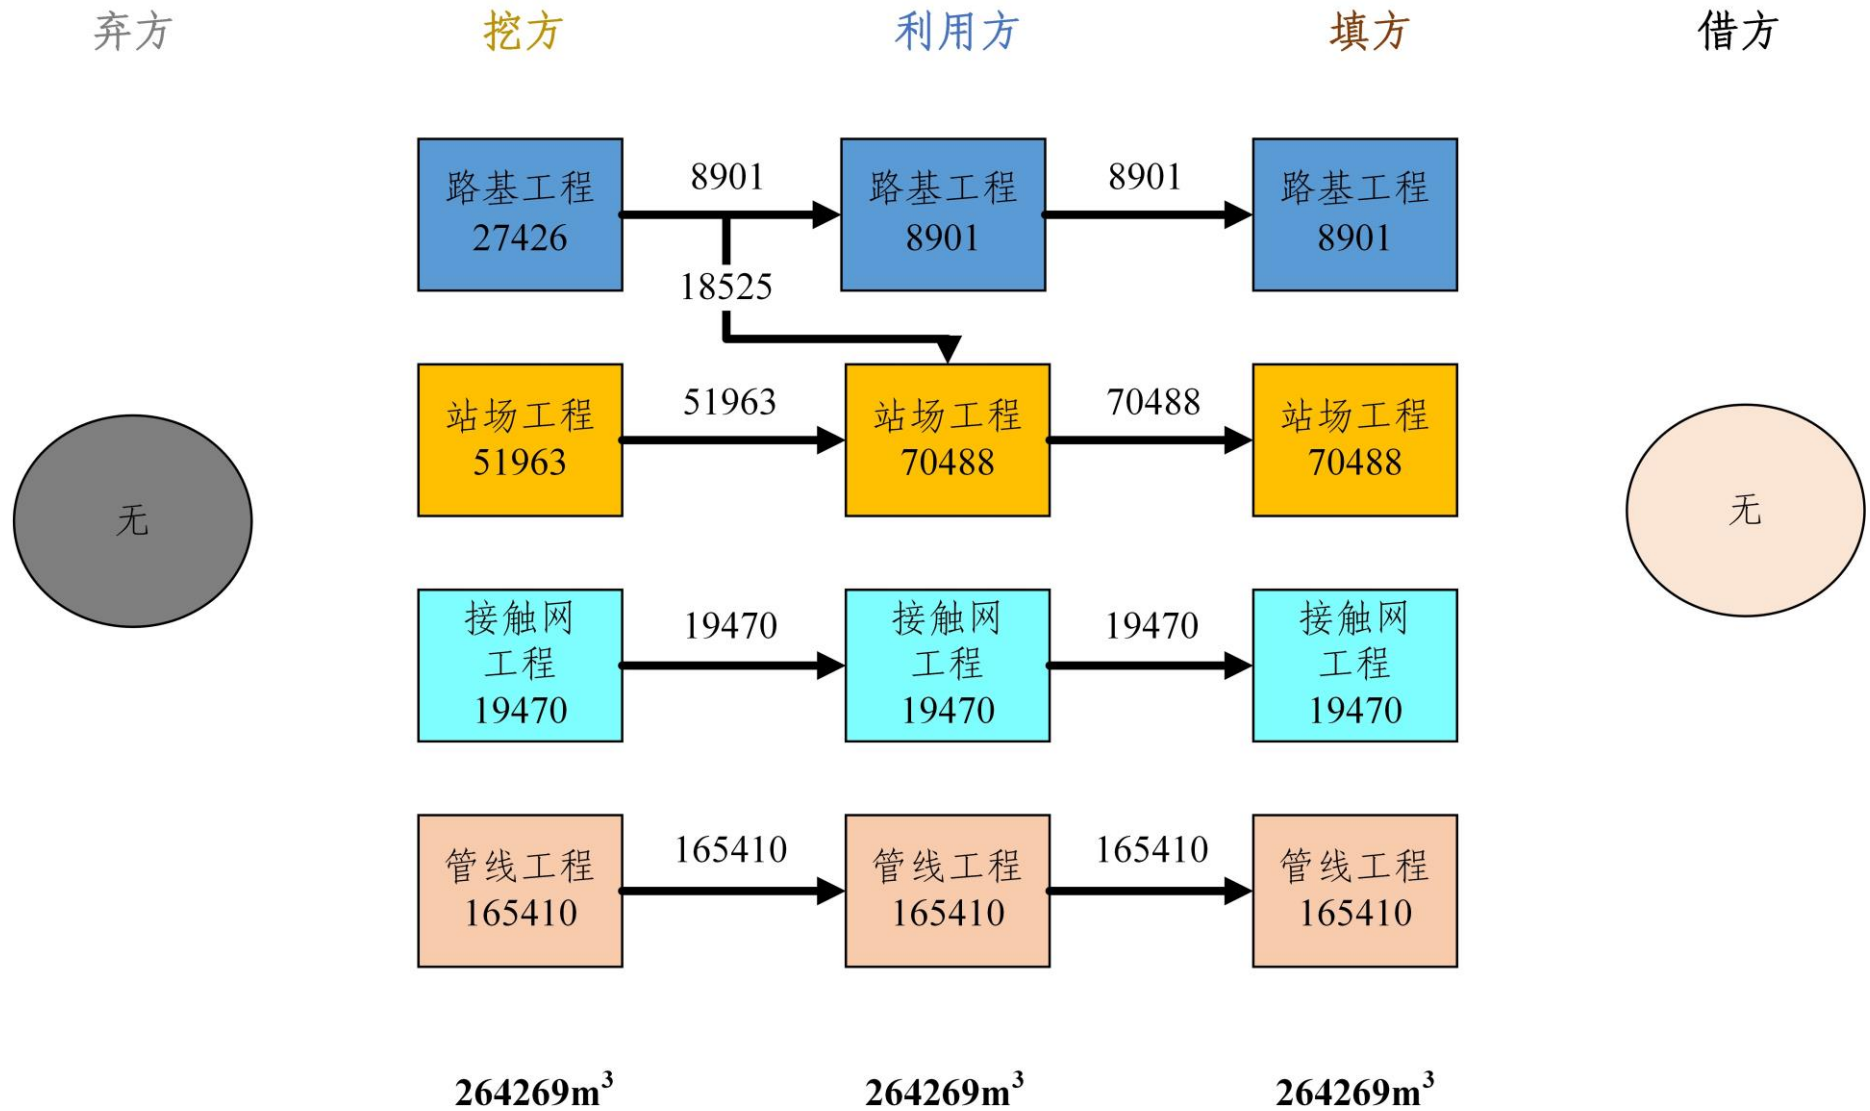 弃方 挖方 利用方 填方 借方
路基工程 8901 路基工程 8901 路基工程
27426 8901 8901
18525
站场工程 51963 站场工程 70488 站场工程
51963 70488 70488
无 无
接触网 19470 接触网 19470 接触网
工程 工程 工程
19470 19470 19470
管线工程 165410 管线工程 165410 管线工程
165410 165410 165410
264269m³ 264269m³ 264269m³